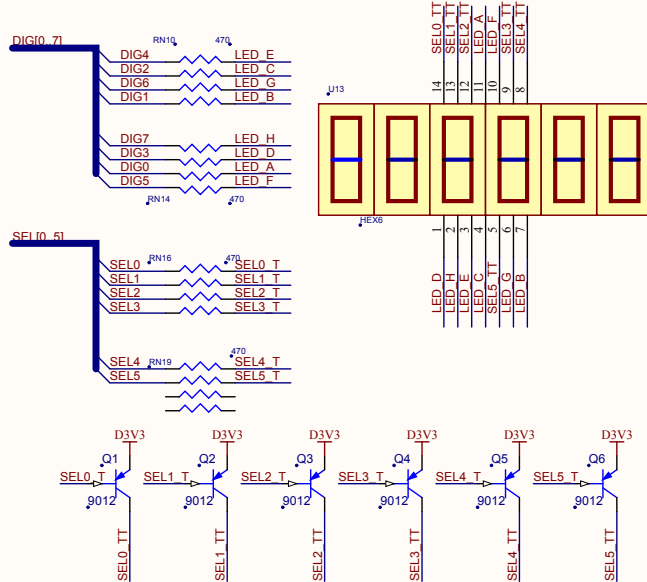 DIG[0..7]
RN10 470
DIG4 LED_E
DIG2 LED_C
DIG6 LED_G
DIG1 LED_B
DIG7 LED_H
DIG3 LED_D
DIG0 LED_A
DIG5 LED_F
RN14 470
SEL0_TT SEL1_TT SEL2_TT LED_A LED_F SEL3_TT SEL4_TT
14 13 12 11 10 9 8
U13
HEX6
1 2 3 4 5 6 7
LED_D LED_H LED_E LED_C SEL5_TT LED_G LED_B
SEL[0..5]
RN16 470
SEL0 SEL0_T
SEL1 SEL1_T
SEL2 SEL2_T
SEL3 SEL3_T
470
RN19
SEL4 SEL4_T
SEL5 SEL5_T
D3V3 D3V3 D3V3 D3V3 D3V3 D3V3
Q1 Q2 Q3 Q4 Q5 Q6
SEL0_T SEL1_T SEL2_T SEL3_T SEL4_T SEL5_T
9012 9012 9012 9012 9012 9012
SEL0_TT SEL1_TT SEL2_TT SEL3_TT SEL4_TT SEL5_TT